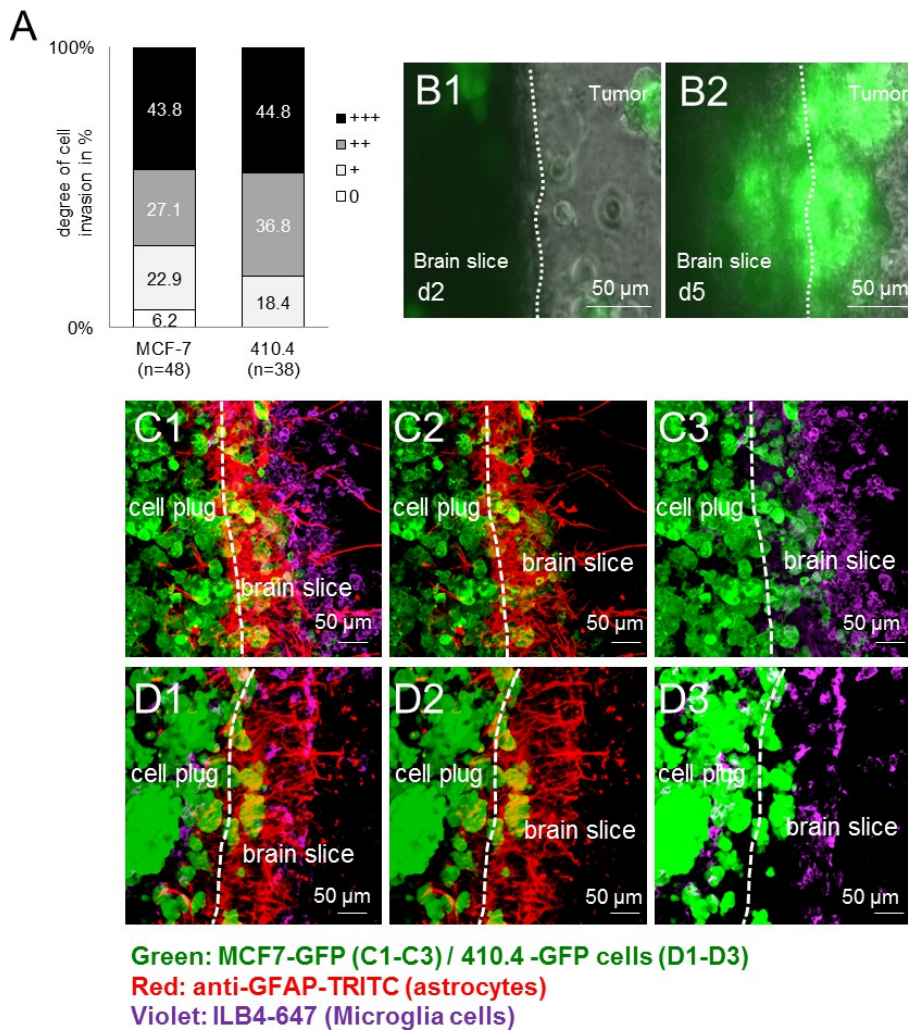 A
100%
0%
degree of cell
invasion in %
43.8
27.1
22.9
6.2
44.8
36.8
18.4
MCF-7
(n=48)
410.4
(n=38)
+++
++
+
0
B1
Tumor
Brain slice
d2
50 µm
B2
Tumor
Brain slice
d5
50 µm
C1
cell plug
brain slice
50 µm
C2
cell plug
brain slice
50 µm
C3
cell plug
brain slice
50 µm
D1
cell plug
brain slice
50 µm
D2
cell plug
brain slice
50 µm
D3
cell plug
brain slice
50 µm
Green: MCF7-GFP (C1-C3) / 410.4 -GFP cells (D1-D3)
Red: anti-GFAP-TRITC (astrocytes)
Violet: ILB4-647 (Microglia cells)